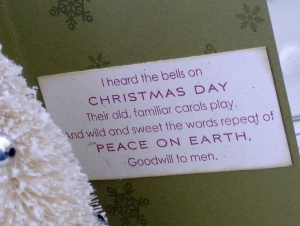 I heard the bells on
CHRISTMAS DAY
Their old, familiar carols play,
And wild and sweet the words repeat of
PEACE ON EARTH,
Goodwill to men.